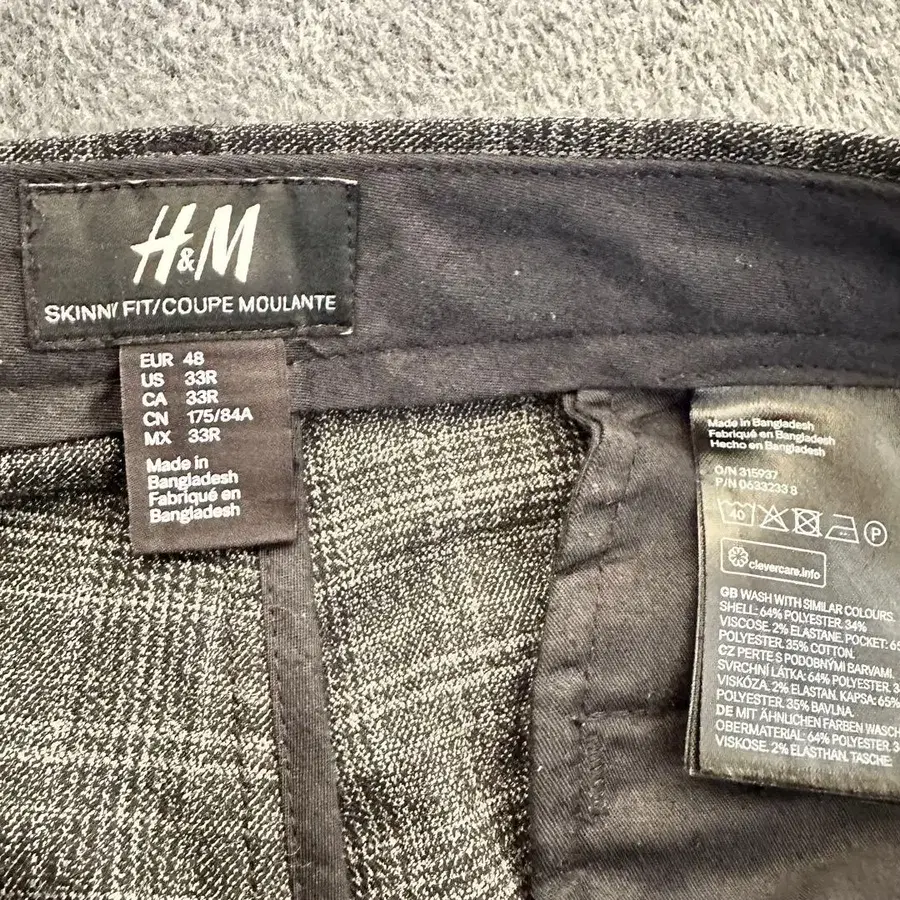 H&M
SKINNY FIT/COUPE MOULANTE
EUR 48
US 33R
CA 33R
CN 175/84A
MX 33R
Made in
Bangladesh
Fabriqué en
Bangladesh
Made in Bangladesh
Fabriqué en Bangladesh
Hecho en Bangladesh
O/N 315937
P/N 0633233 8
40
P
clevercare.info
GB WASH WITH SIMILAR COLOURS.
SHELL: 64% POLYESTER. 34%
VISCOSE. 2% ELASTANE. POCKET: 65
POLYESTER. 35% COTTON.
CZ PERTE S PODOBNÝMI BARVAMI.
SVRCHNÍ LÁTKA: 64% POLYESTER. 3
VISKÓZA. 2% ELASTAN. KAPSA: 65%
POLYESTER. 35% BAVLNA.
DE MIT ÄHNLICHEN FARBEN WASCH
OBERMATERIAL: 64% POLYESTER. 3
VISKOSE. 2% ELASTHAN. TASCHE: